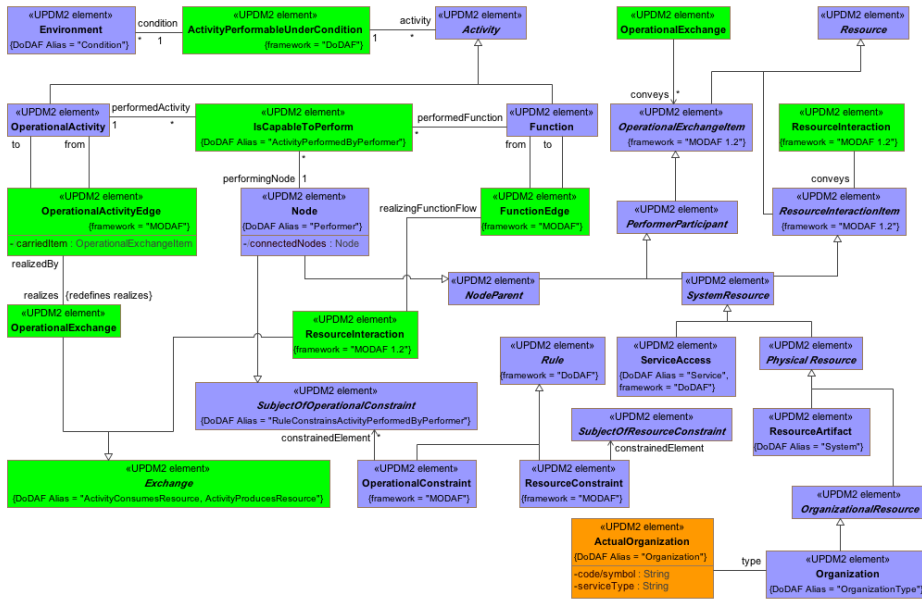 «UPDM2 element»
Environment
{DoDAF Alias = "Condition"}
condition
*
1
«UPDM2 element»
ActivityPerformableUnderCondition
{framework = "DoDAF"}
activity
1
*
«UPDM2 element»
Activity
«UPDM2 element»
OperationalExchange
«UPDM2 element»
Resource
conveys
*
«UPDM2 element»
OperationalActivity
performedActivity
1
*
«UPDM2 element»
IsCapableToPerform
{DoDAF Alias = "ActivityPerformedByPerformer"}
performedFunction
*
«UPDM2 element»
Function
«UPDM2 element»
OperationalExchangeItem
{framework = "MODAF 1.2"}
«UPDM2 element»
ResourceInteraction
{framework = "MODAF 1.2"}
to
from
from
to
*
performingNode
1
conveys
«UPDM2 element»
OperationalActivityEdge
{framework = "MODAF"}
- carriedItem : OperationalExchangeItem
«UPDM2 element»
Node
{DoDAF Alias = "Performer"}
- connectedNodes : Node
realizingFunctionFlow
«UPDM2 element»
FunctionEdge
{framework = "MODAF"}
«UPDM2 element»
PerformerParticipant
«UPDM2 element»
ResourceInteractionItem
{framework = "MODAF 1.2"}
realizedBy
realizes
{redefines realizes}
«UPDM2 element»
NodeParent
«UPDM2 element»
SystemResource
«UPDM2 element»
OperationalExchange
«UPDM2 element»
ResourceInteraction
{framework = "MODAF 1.2"}
«UPDM2 element»
Rule
{framework = "DoDAF"}
«UPDM2 element»
ServiceAccess
{DoDAF Alias = "Service",
framework = "DoDAF"}
«UPDM2 element»
Physical Resource
«UPDM2 element»
SubjectOfOperationalConstraint
{DoDAF Alias = "RuleConstrainsActivityPerformedByPerformer"}
constrainedElement
*
«UPDM2 element»
SubjectOfResourceConstraint
constrainedElement
«UPDM2 element»
ResourceArtifact
{DoDAF Alias = "System"}
«UPDM2 element»
Exchange
{DoDAF Alias = "ActivityConsumesResource, ActivityProducesResource"}
«UPDM2 element»
OperationalConstraint
{framework = "MODAF"}
«UPDM2 element»
ResourceConstraint
{framework = "MODAF"}
«UPDM2 element»
OrganizationalResource
«UPDM2 element»
ActualOrganization
{DoDAF Alias = "Organization"}
-code/symbol : String
-serviceType : String
type
«UPDM2 element»
Organization
{DoDAF Alias = "OrganizationType"}